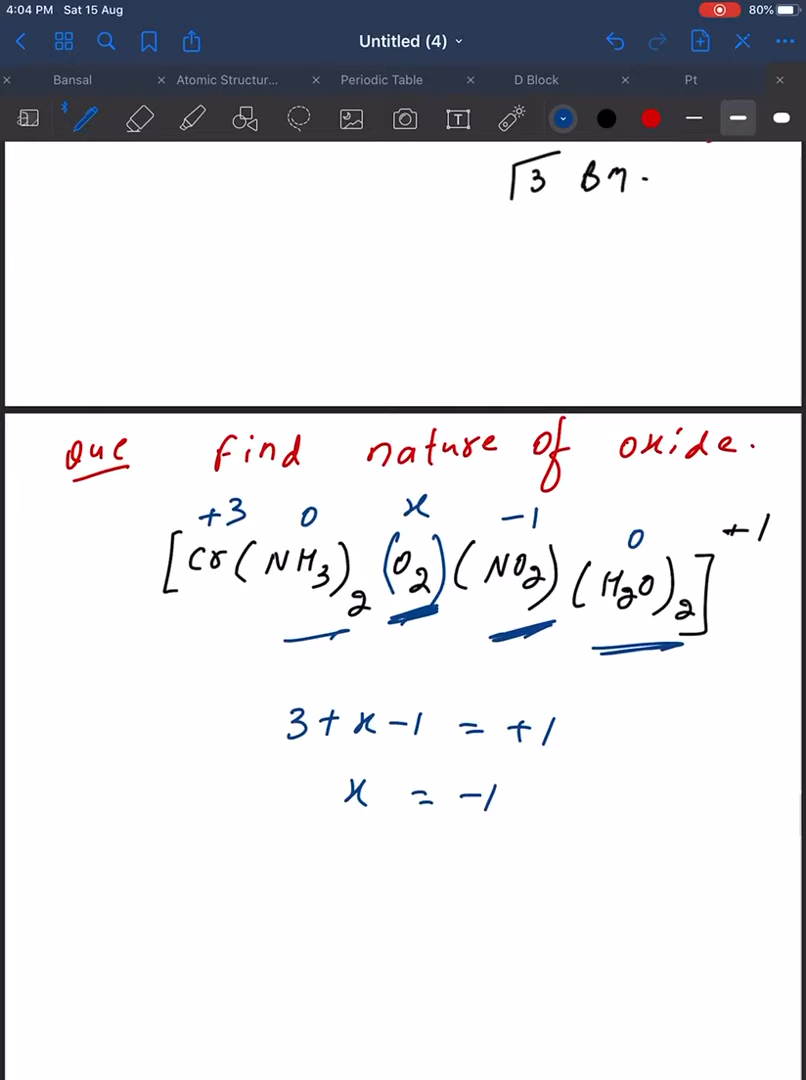 4:04 PM Sat 15 Aug 80%
Untitled (4)
Bansal Atomic Structur... Periodic Table D Block Pt
T
√3 BM.
Que Find nature of oxide.
+3 0 x -1 0
[Cr(NH₃)₂(O₂)(NO₂)(H₂O)₂]⁺¹
3+x-1 = +1
x = -1